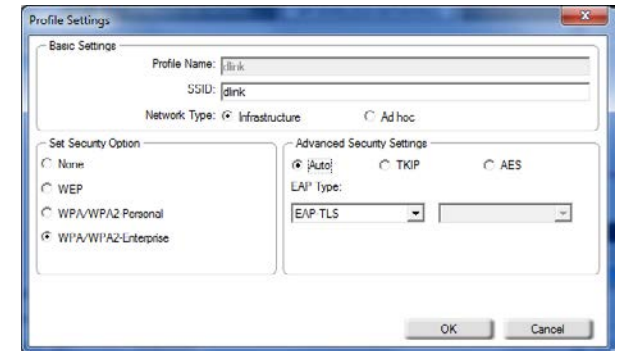 Profile Settings
Basic Settings
Profile Name: dlink
SSID: dlink
Network Type: Infrastructure Ad hoc
Set Security Option
None
WEP
WPA/WPA2 Personal
WPA/WPA2-Enterprise
Advanced Security Settings
Auto TKIP AES
EAP Type:
EAP TLS
OK Cancel